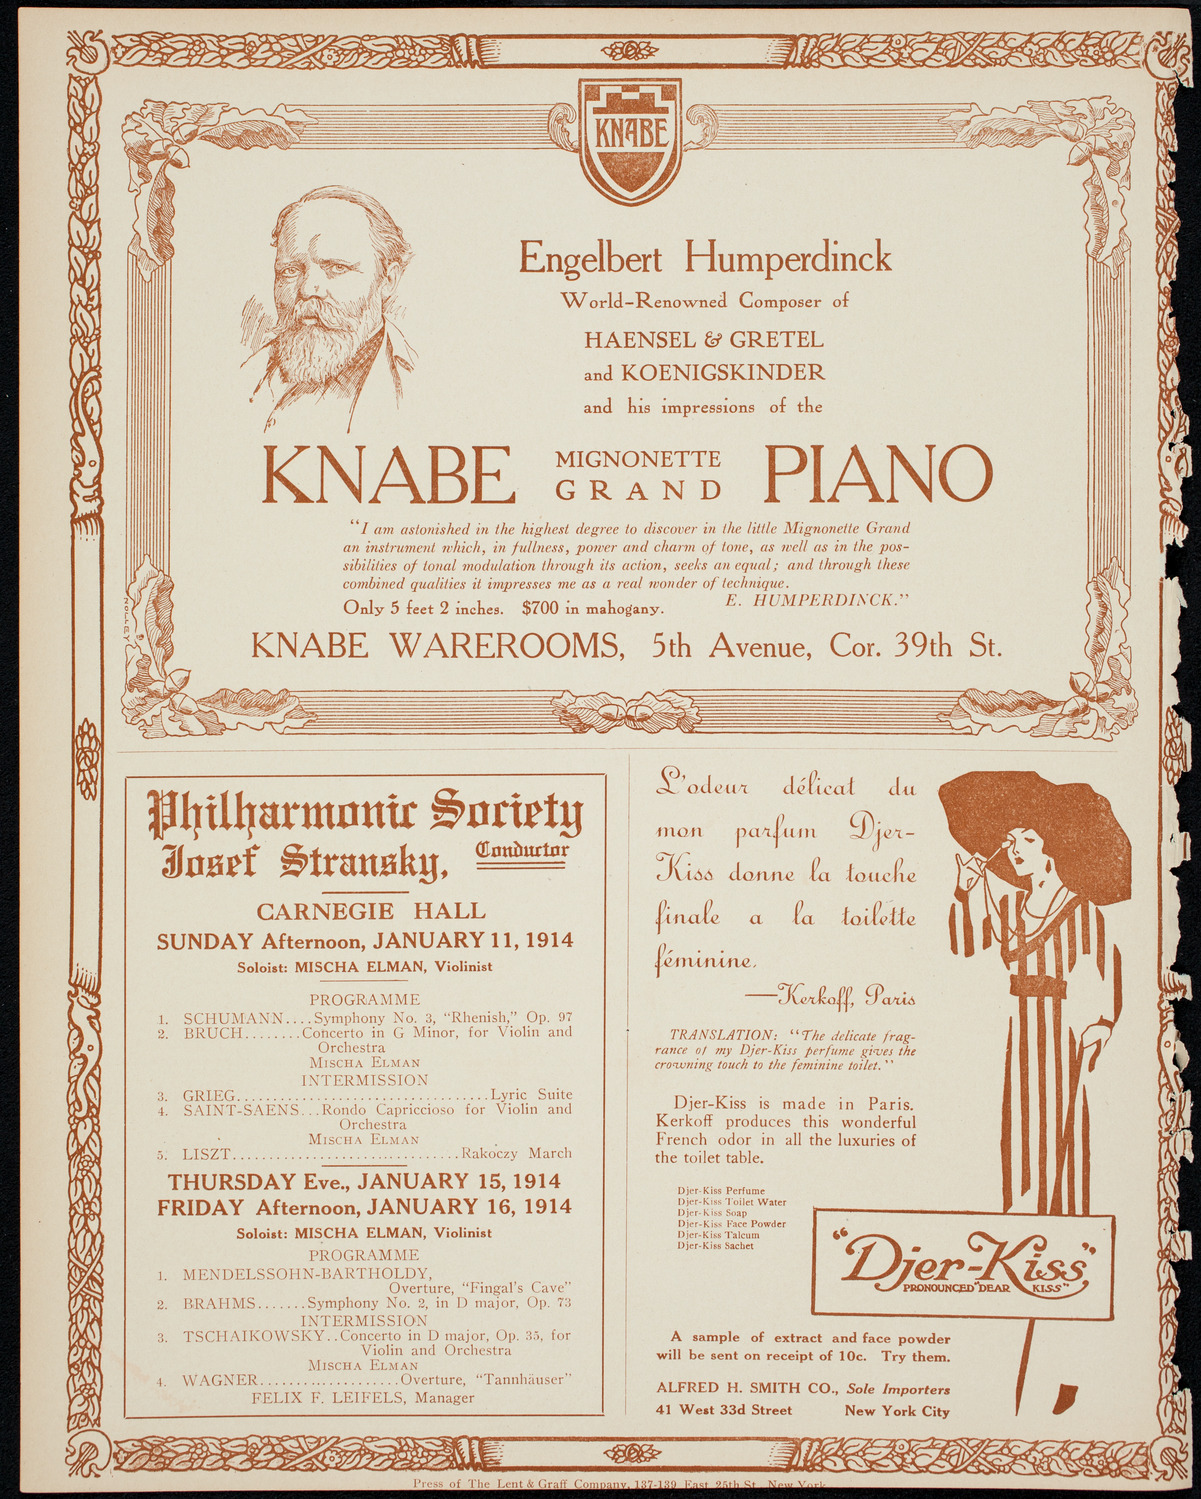 KNABE
Engelbert Humperdinck
World-Renowned Composer of
HAENSEL & GRETEL
and KOENIGSKINDER
and his impressions of the
KNABE MIGNONETTE GRAND PIANO
"I am astonished in the highest degree to discover in the little Mignonette Grand
an instrument which, in fullness, power and charm of tone, as well as in the pos-
sibilities of tonal modulation through its action, seeks an equal; and through these
combined qualities it impresses me as a real wonder of technique.
E. HUMPERDINCK."
Only 5 feet 2 inches. $700 in mahogany.
KNABE WAREROOMS, 5th Avenue, Cor. 39th St.
NOLLEY
Philharmonic Society
Josef Stransky, Conductor
CARNEGIE HALL
SUNDAY Afternoon, JANUARY 11, 1914
Soloist: MISCHA ELMAN, Violinist
PROGRAMME
1. SCHUMANN....Symphony No. 3, "Rhenish," Op. 97
2. BRUCH........Concerto in G Minor, for Violin and
Orchestra
MISCHA ELMAN
INTERMISSION
3. GRIEG..................................Lyric Suite
4. SAINT-SAENS...Rondo Capriccioso for Violin and
Orchestra
MISCHA ELMAN
5. LISZT...............................Rakoczy March
THURSDAY Eve., JANUARY 15, 1914
FRIDAY Afternoon, JANUARY 16, 1914
Soloist: MISCHA ELMAN, Violinist
PROGRAMME
1. MENDELSSOHN-BARTHOLDY,
Overture, "Fingal's Cave"
2. BRAHMS.......Symphony No. 2, in D major, Op. 73
INTERMISSION
3. TSCHAIKOWSKY..Concerto in D major, Op. 35, for
Violin and Orchestra
MISCHA ELMAN
4. WAGNER...................Overture, "Tannhäuser"
FELIX F. LEIFELS, Manager
L'odeur délicat du
mon parfum Djer-
Kiss donne la touche
finale a la toilette
féminine.
—Kerkoff, Paris
TRANSLATION: "The delicate frag-
rance of my Djer-Kiss perfume gives the
crowning touch to the feminine toilet."
Djer-Kiss is made in Paris.
Kerkoff produces this wonderful
French odor in all the luxuries of
the toilet table.
Djer-Kiss Perfume
Djer-Kiss Toilet Water
Djer-Kiss Soap
Djer-Kiss Face Powder
Djer-Kiss Talcum
Djer-Kiss Sachet
"Djer-Kiss"
PRONOUNCED "DEAR KISS"
A sample of extract and face powder
will be sent on receipt of 10c. Try them.
ALFRED H. SMITH CO., Sole Importers
41 West 33d Street New York City
Press of The Lent & Graff Company, 137-139 East 25th St., New York